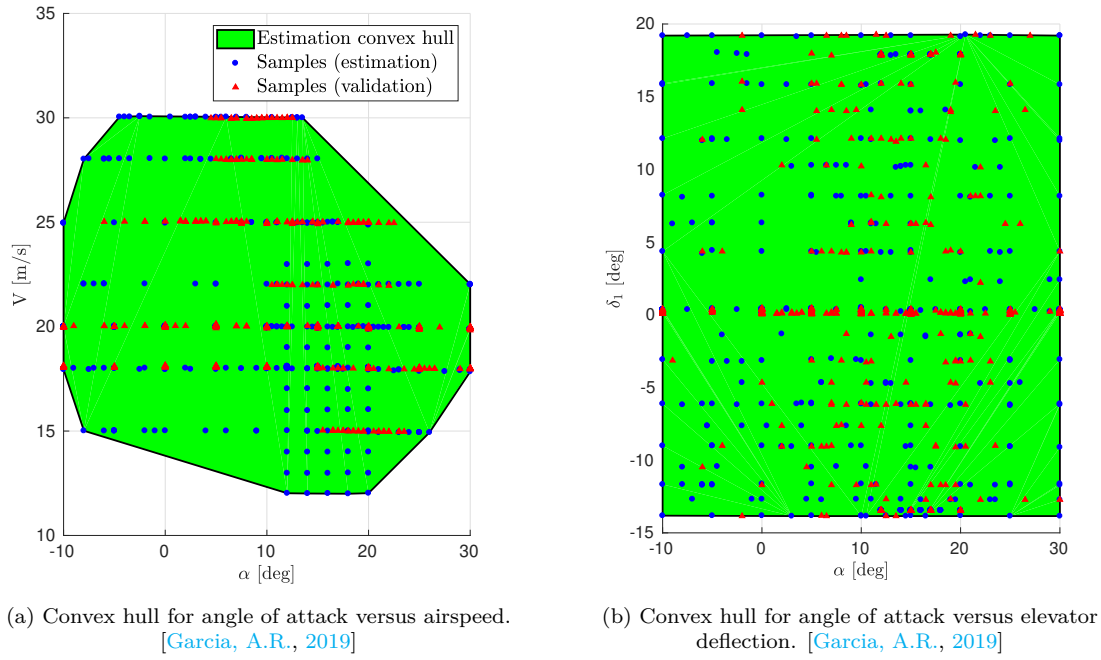 35
30
25
20
15
10
V [m/s]
-10
0
10
20
30
α [deg]
Estimation convex hull
Samples (estimation)
Samples (validation)
20
15
10
5
0
-5
-10
-15
δ₁ [deg]
-10
0
10
20
30
α [deg]
(a) Convex hull for angle of attack versus airspeed.
[Garcia, A.R., 2019]
(b) Convex hull for angle of attack versus elevator
deflection. [Garcia, A.R., 2019]